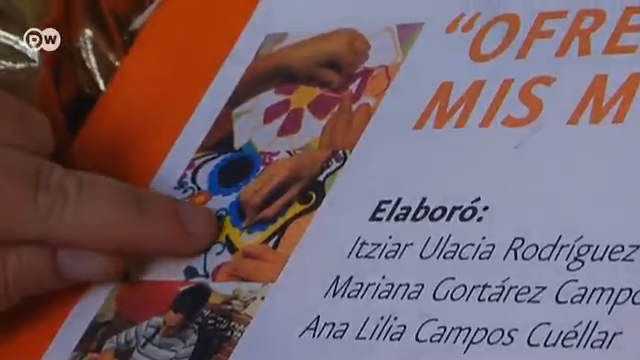 DW
“OFRE
MIS M
Elaboró:
Itziar Ulacia Rodríguez
Mariana Gortárez Campo
Ana Lilia Campos Cuéllar